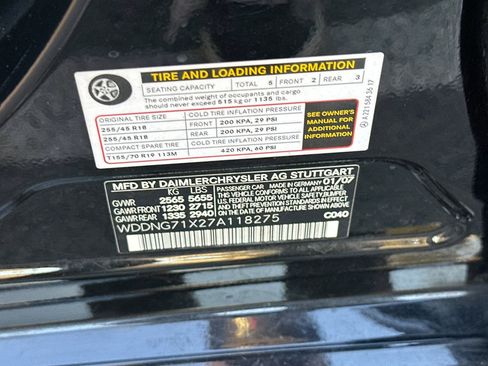 TIRE AND LOADING INFORMATION
SEATING CAPACITY TOTAL 5 FRONT 2 REAR 3
The combined weight of occupants and cargo
should never exceed 515 kg or 1135 lbs.
ORIGINAL TIRE SIZE COLD TIRE INFLATION PRESSURE
255/45 R18 FRONT 200 KPA, 29 PSI
255/45 R18 REAR 200 KPA, 29 PSI
COMPACT SPARE TIRE COLD TIRE INFLATION PRESSURE
T155/70 R19 113M 420 KPA, 60 PSI
SEE OWNER'S
MANUAL FOR
ADDITIONAL
INFORMATION
A 221 584 36 17
MFD BY DAIMLERCHRYSLER AG STUTTGART
KG LBS PASSENGER CAR MADE IN GERMANY 01/07
GVWR 2565 5655
GAWR FRONT 1230 2715
GAWR REAR 1335 2940
THIS VEHICLE CONFORMS TO ALL APPLICABLE
FEDERAL MOTOR VEHICLE SAFETY, BUMPER
AND THEFT PREVENTION STANDARDS
IN EFFECT ON THE DATE OF
MANUFACTURE SHOWN ABOVE
C040
WDDNG71X27A118275